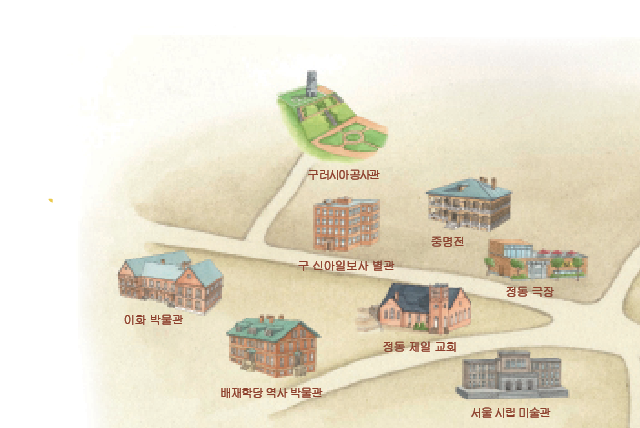 구러시아공사관
중명전
구 신아일보사 별관
정동 극장
이화 박물관
정동 제일 교회
배재학당 역사 박물관
서울 시립 미술관